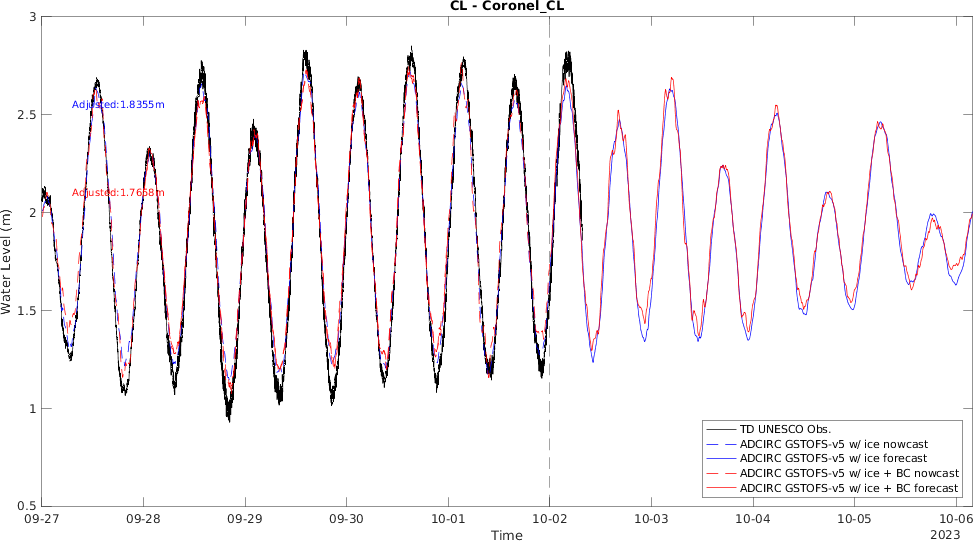 CL - Coronel_CL
3
2.5
2
1.5
1
0.5
Water Level (m)
Adjusted:1.8355m
Adjusted:1.7658m
TD UNESCO Obs.
ADCIRC GSTOFS-v5 w/ ice nowcast
ADCIRC GSTOFS-v5 w/ ice forecast
ADCIRC GSTOFS-v5 w/ ice + BC nowcast
ADCIRC GSTOFS-v5 w/ ice + BC forecast
09-27 09-28 09-29 09-30 10-01 10-02 10-03 10-04 10-05 10-06
Time
2023